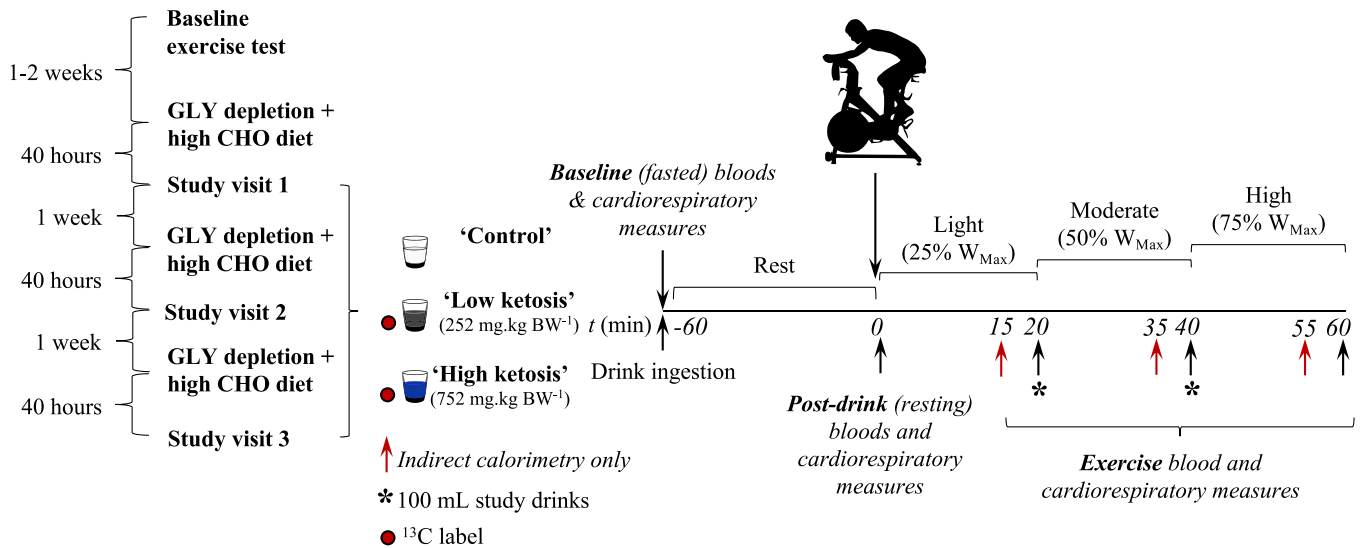 Baseline
exercise test
1-2 weeks
GLY depletion +
high CHO diet
40 hours
Study visit 1
1 week
GLY depletion +
high CHO diet
40 hours
Study visit 2
1 week
GLY depletion +
high CHO diet
40 hours
Study visit 3
‘Control’
‘Low ketosis’
(252 mg.kg BW⁻¹)
‘High ketosis’
(752 mg.kg BW⁻¹)
Indirect calorimetry only
* 100 mL study drinks
¹³C label
Baseline (fasted) bloods
& cardiorespiratory
measures
Rest
Light
(25% W_Max)
Moderate
(50% W_Max)
High
(75% W_Max)
t (min) -60 0 15 20 35 40 55 60
* *
Drink ingestion
Post-drink (resting)
bloods and
cardiorespiratory
measures
Exercise blood and
cardiorespiratory measures